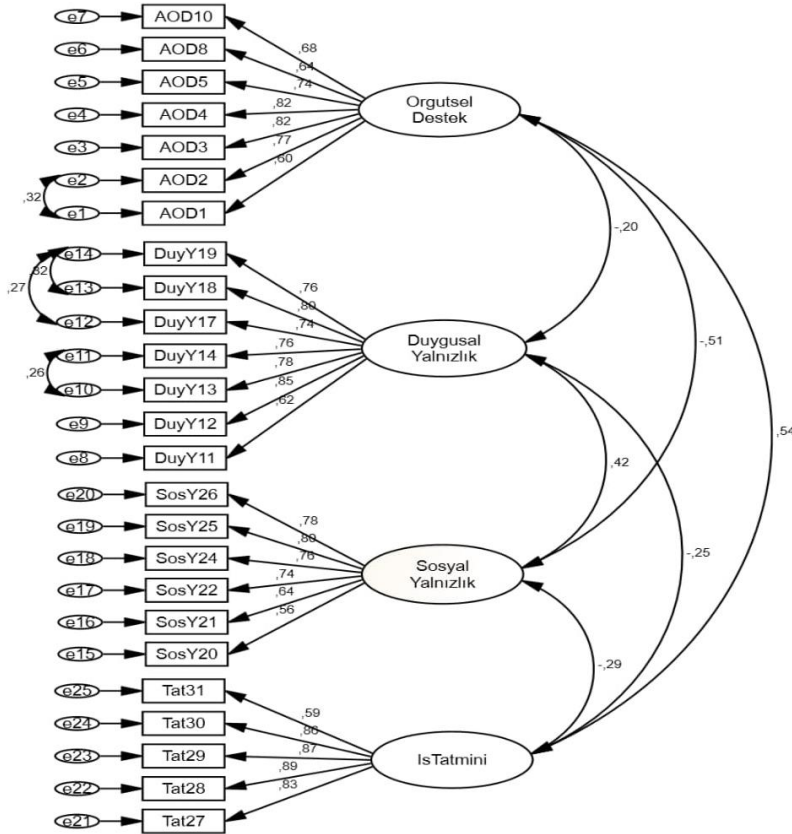 e7 AOD10
,68
e6 AOD8
,64
e5 AOD5
,74
e4 AOD4
,82
e3 AOD3
,82
e2 AOD2
,77
e1 AOD1
,60
,32
Orgutsel
Destek
-,20
e14 DuyY19
,76
,32
e13 DuyY18
,80
,27
e12 DuyY17
,74
e11 DuyY14
,76
,26
e10 DuyY13
,78
e9 DuyY12
,85
e8 DuyY11
,62
Duygusal
Yalnızlık
-,51
,54
,42
e20 SosY26
,78
e19 SosY25
,80
e18 SosY24
,76
e17 SosY22
,74
e16 SosY21
,64
e15 SosY20
,56
Sosyal
Yalnızlık
-,25
-,29
e25 Tat31
,59
e24 Tat30
,86
e23 Tat29
,87
e22 Tat28
,89
e21 Tat27
,83
IsTatmini